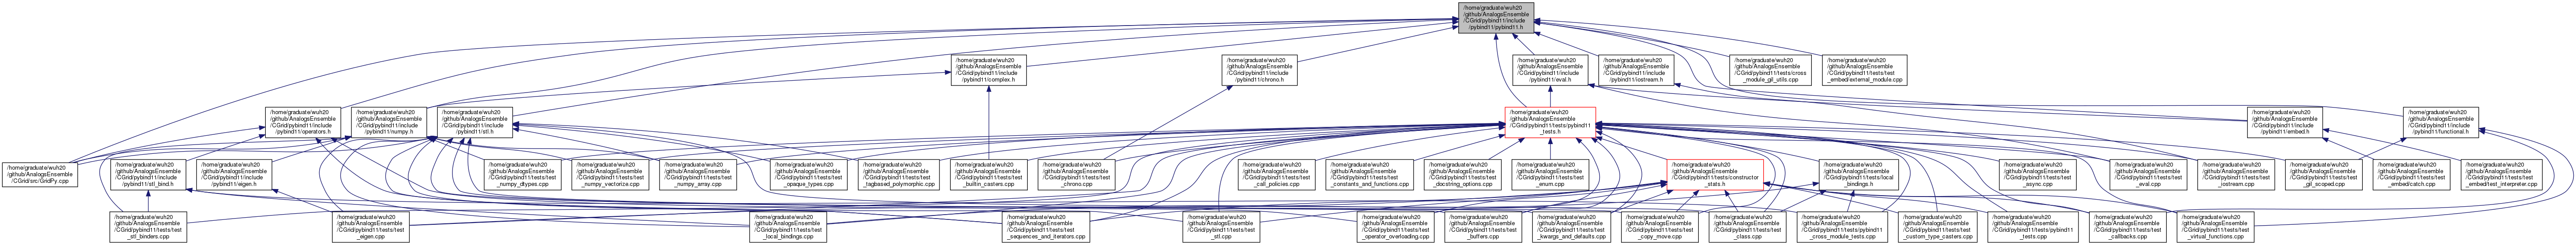 /home/graduate/wuh20
/github/AnalogsEnsemble
/CGrid/pybind11/include
/pybind11/pybind11.h
/home/graduate/wuh20
/github/AnalogsEnsemble
/CGrid/pybind11/include
/pybind11/complex.h
/home/graduate/wuh20
/github/AnalogsEnsemble
/CGrid/pybind11/include
/pybind11/chrono.h
/home/graduate/wuh20
/github/AnalogsEnsemble
/CGrid/pybind11/include
/pybind11/eval.h
/home/graduate/wuh20
/github/AnalogsEnsemble
/CGrid/pybind11/include
/pybind11/iostream.h
/home/graduate/wuh20
/github/AnalogsEnsemble
/CGrid/pybind11/tests/cross
_module_gil_utils.cpp
/home/graduate/wuh20
/github/AnalogsEnsemble
/CGrid/pybind11/tests/test
_embed/external_module.cpp
/home/graduate/wuh20
/github/AnalogsEnsemble
/CGrid/pybind11/include
/pybind11/operators.h
/home/graduate/wuh20
/github/AnalogsEnsemble
/CGrid/pybind11/include
/pybind11/numpy.h
/home/graduate/wuh20
/github/AnalogsEnsemble
/CGrid/pybind11/include
/pybind11/stl.h
/home/graduate/wuh20
/github/AnalogsEnsemble
/CGrid/pybind11/tests/pybind11
_tests.h
/home/graduate/wuh20
/github/AnalogsEnsemble
/CGrid/pybind11/include
/pybind11/embed.h
/home/graduate/wuh20
/github/AnalogsEnsemble
/CGrid/pybind11/include
/pybind11/functional.h
/home/graduate/wuh20
/github/AnalogsEnsemble
/CGrid/src/GridPy.cpp
/home/graduate/wuh20
/github/AnalogsEnsemble
/CGrid/pybind11/include
/pybind11/stl_bind.h
/home/graduate/wuh20
/github/AnalogsEnsemble
/CGrid/pybind11/include
/pybind11/eigen.h
/home/graduate/wuh20
/github/AnalogsEnsemble
/CGrid/pybind11/tests/test
_numpy_dtypes.cpp
/home/graduate/wuh20
/github/AnalogsEnsemble
/CGrid/pybind11/tests/test
_numpy_vectorize.cpp
/home/graduate/wuh20
/github/AnalogsEnsemble
/CGrid/pybind11/tests/test
_numpy_array.cpp
/home/graduate/wuh20
/github/AnalogsEnsemble
/CGrid/pybind11/tests/test
_opaque_types.cpp
/home/graduate/wuh20
/github/AnalogsEnsemble
/CGrid/pybind11/tests/test
_tagbased_polymorphic.cpp
/home/graduate/wuh20
/github/AnalogsEnsemble
/CGrid/pybind11/tests/test
_builtin_casters.cpp
/home/graduate/wuh20
/github/AnalogsEnsemble
/CGrid/pybind11/tests/test
_chrono.cpp
/home/graduate/wuh20
/github/AnalogsEnsemble
/CGrid/pybind11/tests/test
_call_policies.cpp
/home/graduate/wuh20
/github/AnalogsEnsemble
/CGrid/pybind11/tests/test
_constants_and_functions.cpp
/home/graduate/wuh20
/github/AnalogsEnsemble
/CGrid/pybind11/tests/test
_docstring_options.cpp
/home/graduate/wuh20
/github/AnalogsEnsemble
/CGrid/pybind11/tests/test
_enum.cpp
/home/graduate/wuh20
/github/AnalogsEnsemble
/CGrid/pybind11/tests/constructor
_stats.h
/home/graduate/wuh20
/github/AnalogsEnsemble
/CGrid/pybind11/tests/local
_bindings.h
/home/graduate/wuh20
/github/AnalogsEnsemble
/CGrid/pybind11/tests/test
_async.cpp
/home/graduate/wuh20
/github/AnalogsEnsemble
/CGrid/pybind11/tests/test
_eval.cpp
/home/graduate/wuh20
/github/AnalogsEnsemble
/CGrid/pybind11/tests/test
_iostream.cpp
/home/graduate/wuh20
/github/AnalogsEnsemble
/CGrid/pybind11/tests/test
_gil_scoped.cpp
/home/graduate/wuh20
/github/AnalogsEnsemble
/CGrid/pybind11/tests/test
_embed/catch.cpp
/home/graduate/wuh20
/github/AnalogsEnsemble
/CGrid/pybind11/tests/test
_embed/test_interpreter.cpp
/home/graduate/wuh20
/github/AnalogsEnsemble
/CGrid/pybind11/tests/test
_stl_binders.cpp
/home/graduate/wuh20
/github/AnalogsEnsemble
/CGrid/pybind11/tests/test
_eigen.cpp
/home/graduate/wuh20
/github/AnalogsEnsemble
/CGrid/pybind11/tests/test
_local_bindings.cpp
/home/graduate/wuh20
/github/AnalogsEnsemble
/CGrid/pybind11/tests/test
_sequences_and_iterators.cpp
/home/graduate/wuh20
/github/AnalogsEnsemble
/CGrid/pybind11/tests/test
_stl.cpp
/home/graduate/wuh20
/github/AnalogsEnsemble
/CGrid/pybind11/tests/test
_operator_overloading.cpp
/home/graduate/wuh20
/github/AnalogsEnsemble
/CGrid/pybind11/tests/test
_buffers.cpp
/home/graduate/wuh20
/github/AnalogsEnsemble
/CGrid/pybind11/tests/test
_kwargs_and_defaults.cpp
/home/graduate/wuh20
/github/AnalogsEnsemble
/CGrid/pybind11/tests/test
_copy_move.cpp
/home/graduate/wuh20
/github/AnalogsEnsemble
/CGrid/pybind11/tests/test
_class.cpp
/home/graduate/wuh20
/github/AnalogsEnsemble
/CGrid/pybind11/tests/pybind11
_cross_module_tests.cpp
/home/graduate/wuh20
/github/AnalogsEnsemble
/CGrid/pybind11/tests/test
_custom_type_casters.cpp
/home/graduate/wuh20
/github/AnalogsEnsemble
/CGrid/pybind11/tests/pybind11
_tests.cpp
/home/graduate/wuh20
/github/AnalogsEnsemble
/CGrid/pybind11/tests/test
_callbacks.cpp
/home/graduate/wuh20
/github/AnalogsEnsemble
/CGrid/pybind11/tests/test
_virtual_functions.cpp